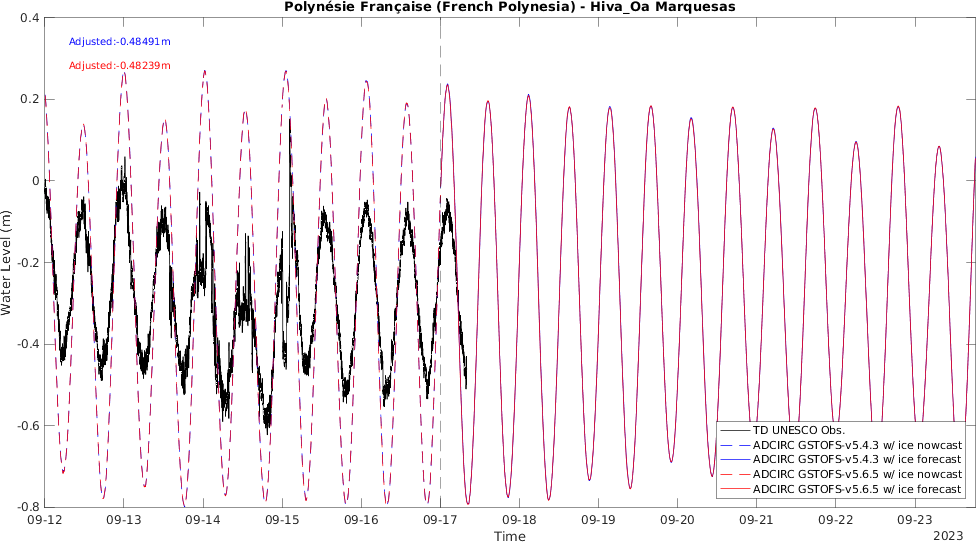 Polynésie Française (French Polynesia) - Hiva_Oa Marquesas
0.4
Adjusted:-0.48491m
Adjusted:-0.48239m
0.2
0
-0.2
-0.4
-0.6
-0.8
Water Level (m)
TD UNESCO Obs.
ADCIRC GSTOFS-v5.4.3 w/ ice nowcast
ADCIRC GSTOFS-v5.4.3 w/ ice forecast
ADCIRC GSTOFS-v5.6.5 w/ ice nowcast
ADCIRC GSTOFS-v5.6.5 w/ ice forecast
09-12 09-13 09-14 09-15 09-16 09-17 09-18 09-19 09-20 09-21 09-22 09-23
Time
2023